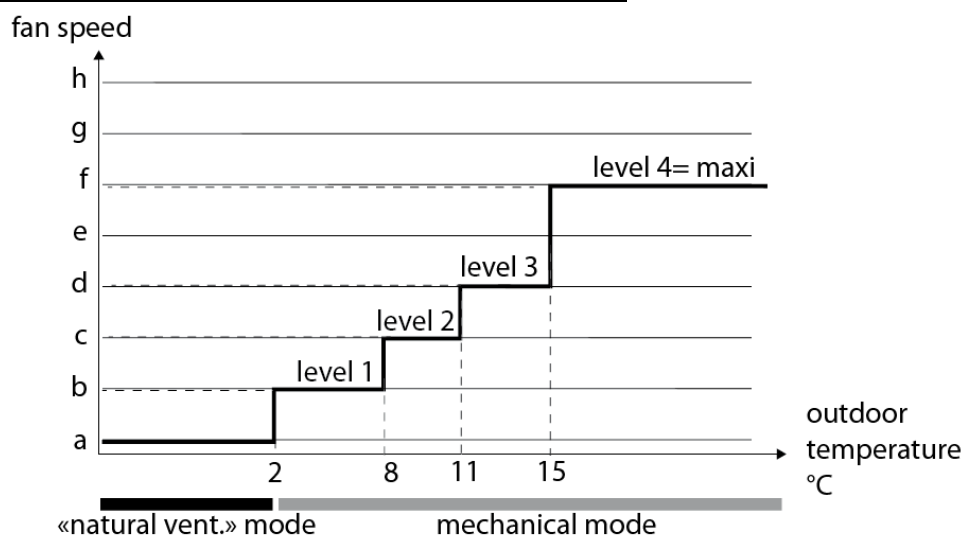 fan speed
h
g
level 4= maxi
f
e
level 3
d
level 2
c
level 1
b
a
outdoor
temperature
°C
2 8 11 15
«natural vent.» mode mechanical mode